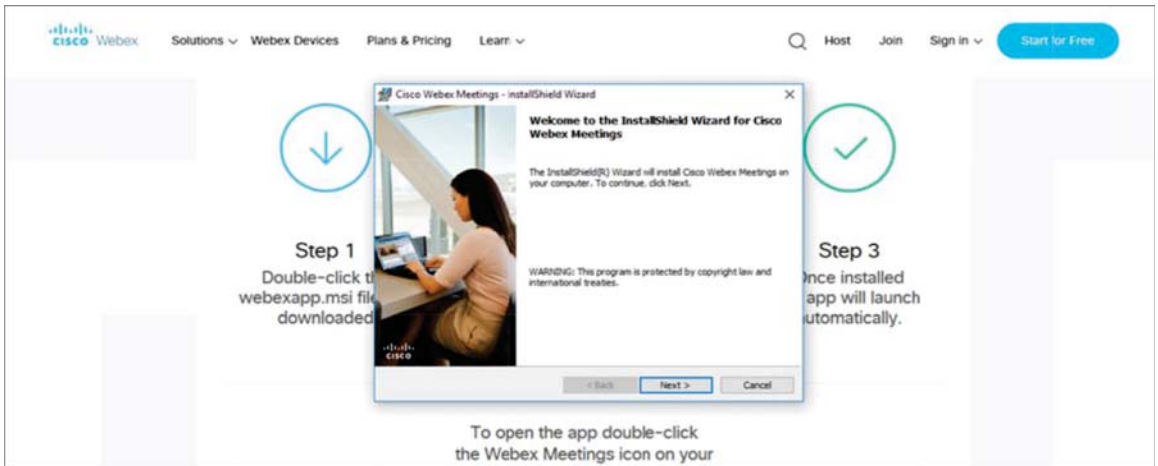 CISCO Webex Solutions Webex Devices Plans & Pricing Learn Host Join Sign in Start for Free
Cisco Webex Meetings - InstallShield Wizard
Welcome to the InstallShield Wizard for Cisco
Webex Meetings
The InstallShield(R) Wizard will install Cisco Webex Meetings on
your computer. To continue, click Next.
WARNING: This program is protected by copyright law and
international treaties.
CISCO
< Back Next > Cancel
Step 1
Double-click
webexapp.msi
downloaded
Step 3
Once installed
app will launch
automatically.
To open the app double-click
the Webex Meetings icon on your